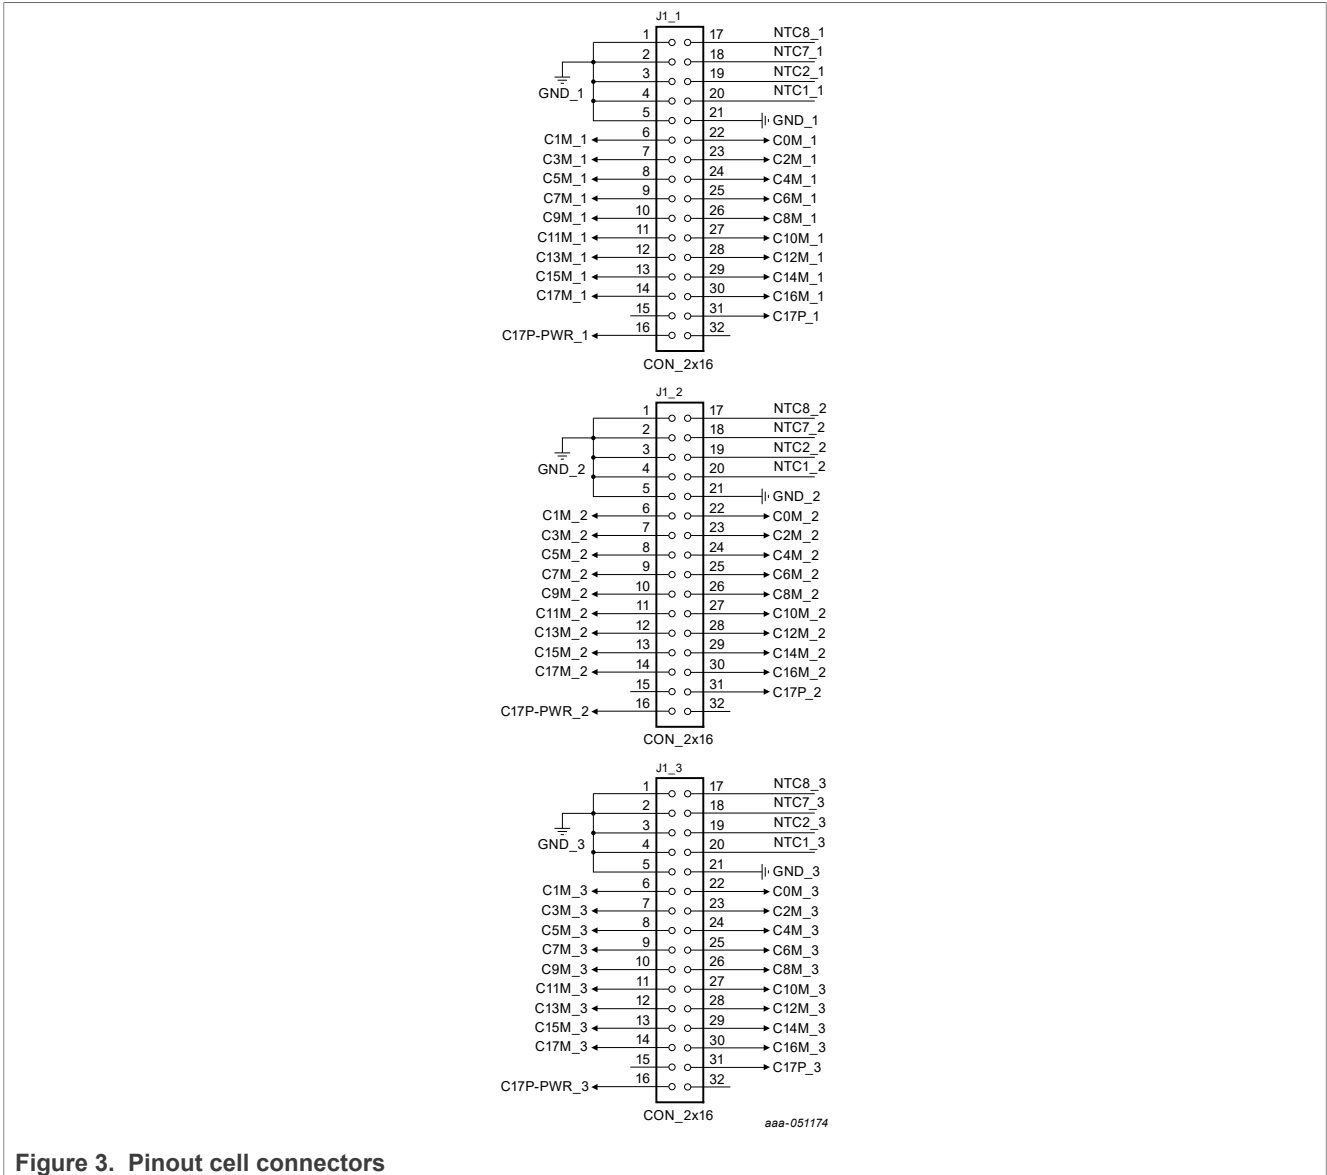 J1_1
1 17 NTC8_1
2 18 NTC7_1
3 19 NTC2_1
4 20 NTC1_1
GND_1
5 21 GND_1
C1M_1 6 22 C0M_1
C3M_1 7 23 C2M_1
C5M_1 8 24 C4M_1
C7M_1 9 25 C6M_1
C9M_1 10 26 C8M_1
C11M_1 11 27 C10M_1
C13M_1 12 28 C12M_1
C15M_1 13 29 C14M_1
C17M_1 14 30 C16M_1
15 31 C17P_1
C17P-PWR_1 16 32
CON_2x16
J1_2
1 17 NTC8_2
2 18 NTC7_2
3 19 NTC2_2
4 20 NTC1_2
GND_2
5 21 GND_2
C1M_2 6 22 C0M_2
C3M_2 7 23 C2M_2
C5M_2 8 24 C4M_2
C7M_2 9 25 C6M_2
C9M_2 10 26 C8M_2
C11M_2 11 27 C10M_2
C13M_2 12 28 C12M_2
C15M_2 13 29 C14M_2
C17M_2 14 30 C16M_2
15 31 C17P_2
C17P-PWR_2 16 32
CON_2x16
J1_3
1 17 NTC8_3
2 18 NTC7_3
3 19 NTC2_3
4 20 NTC1_3
GND_3
5 21 GND_3
C1M_3 6 22 C0M_3
C3M_3 7 23 C2M_3
C5M_3 8 24 C4M_3
C7M_3 9 25 C6M_3
C9M_3 10 26 C8M_3
C11M_3 11 27 C10M_3
C13M_3 12 28 C12M_3
C15M_3 13 29 C14M_3
C17M_3 14 30 C16M_3
15 31 C17P_3
C17P-PWR_3 16 32
CON_2x16
aaa-051174
Figure 3. Pinout cell connectors